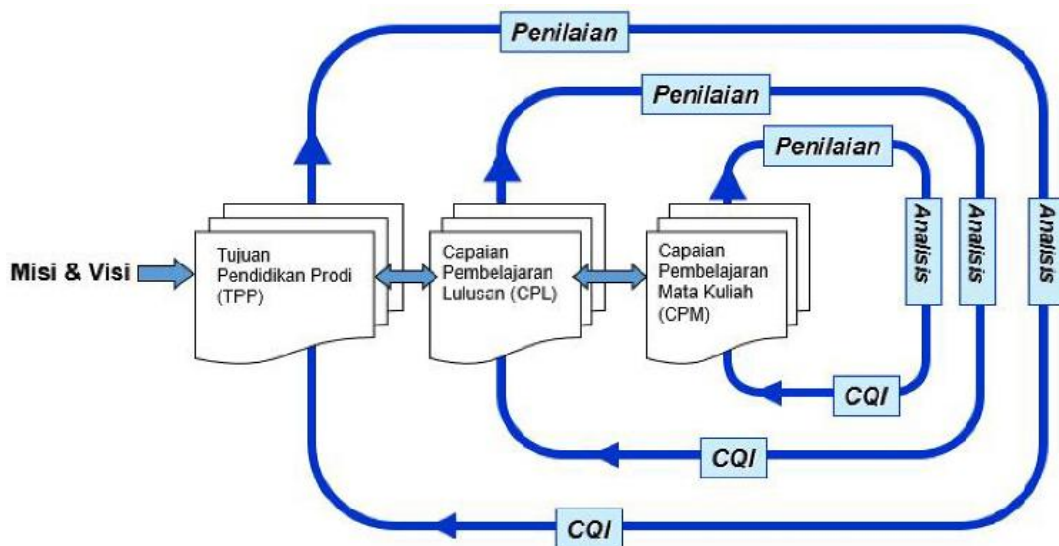 Penilaian
Penilaian
Penilaian
Misi & Visi
Tujuan
Pendidikan Prodi
(TPP)
Capaian
Pembelajaran
Lulusan (CPL)
Capaian
Pembelajaran
Mata Kuliah
(CPM)
Analisis
Analisis
Analisis
CQI
CQI
CQI